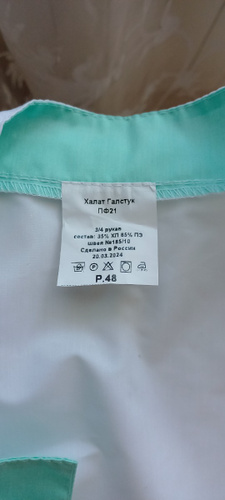 Халат Галстук
ПФ21
3/4 рукав
состав: 35% ХЛ 65% ПЭ
швея №185/10
Сделано в России
20.03.2024
Р.48